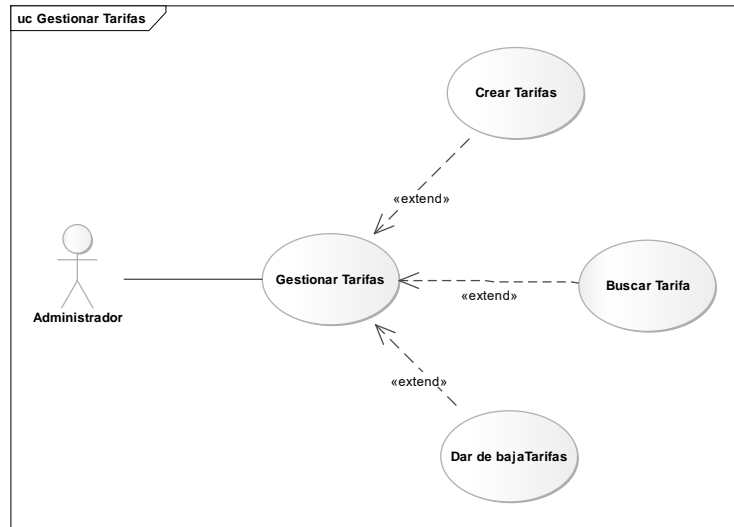 uc Gestionar Tarifas
Crear Tarifas
«extend»
Gestionar Tarifas
Buscar Tarifa
«extend»
Administrador
«extend»
Dar de bajaTarifas